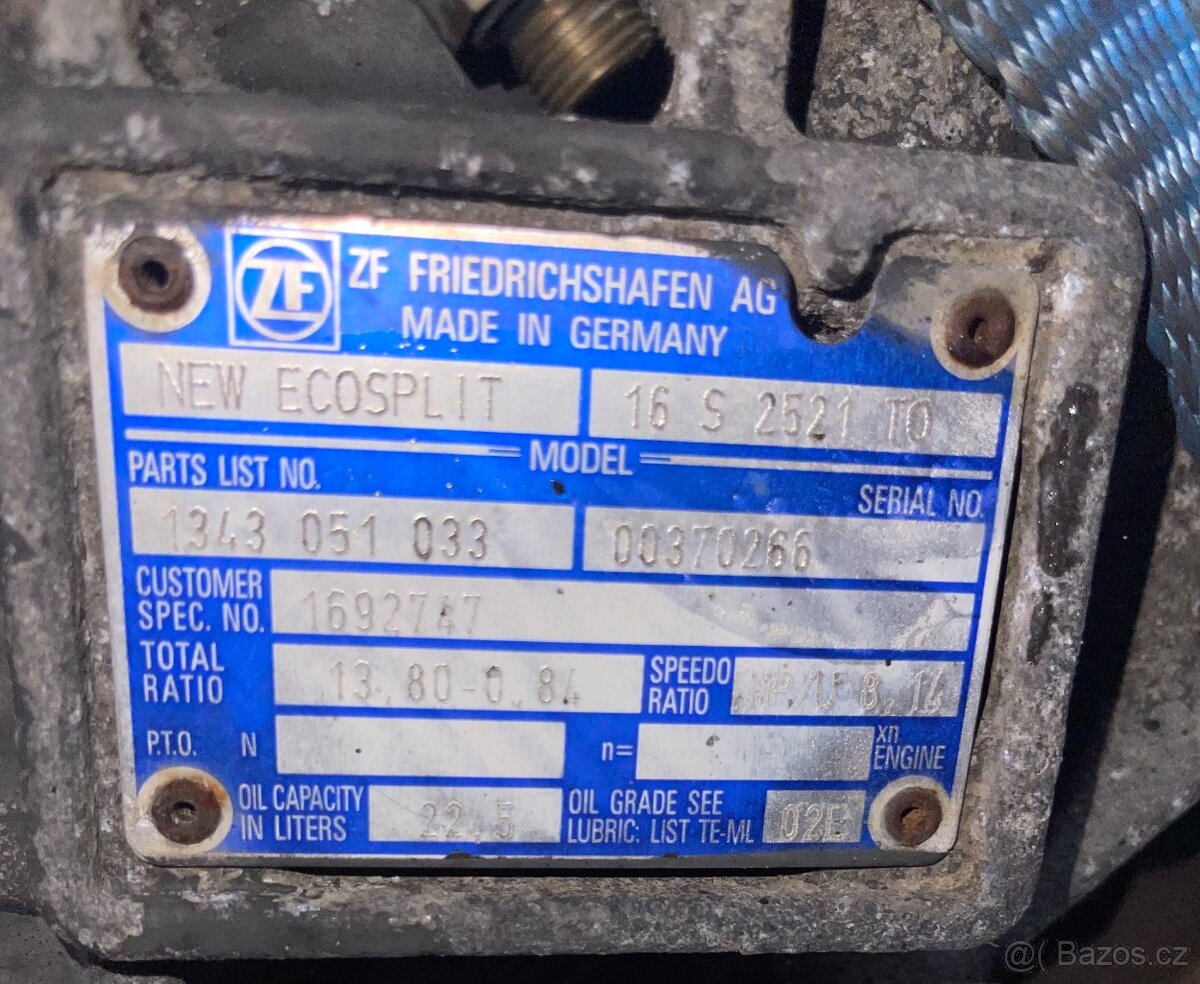 ZF
ZF FRIEDRICHSHAFEN AG
MADE IN GERMANY
NEW ECOSPLIT 16 S 2521 TO
MODEL
PARTS LIST NO. SERIAL NO.
1343 051 033 00370266
CUSTOMER
SPEC. NO. 1692747
TOTAL
RATIO 13,80-0,84 SPEEDO
RATIO 8,14
P.T.O. N n= xn
ENGINE
OIL CAPACITY
IN LITERS 22,5 OIL GRADE SEE
LUBRIC: LIST TE-ML 02E
@( Bazos.cz